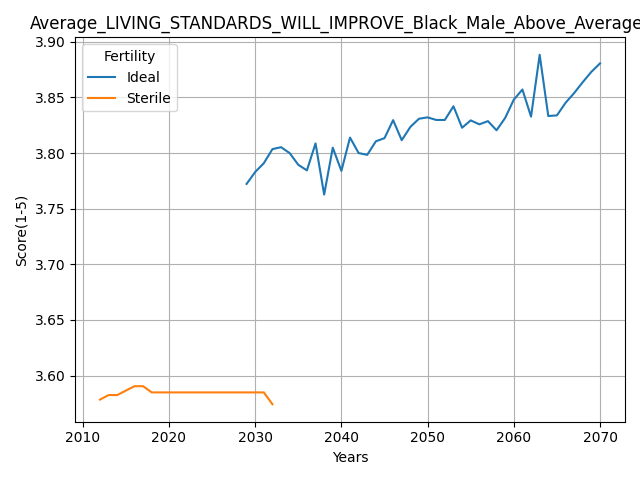 Average_LIVING_STANDARDS_WILL_IMPROVE_Black_Male_Above_Average
Fertility
Ideal
Sterile
3.90
3.85
3.80
3.75
3.70
3.65
3.60
Score(1-5)
2010 2020 2030 2040 2050 2060 2070
Years